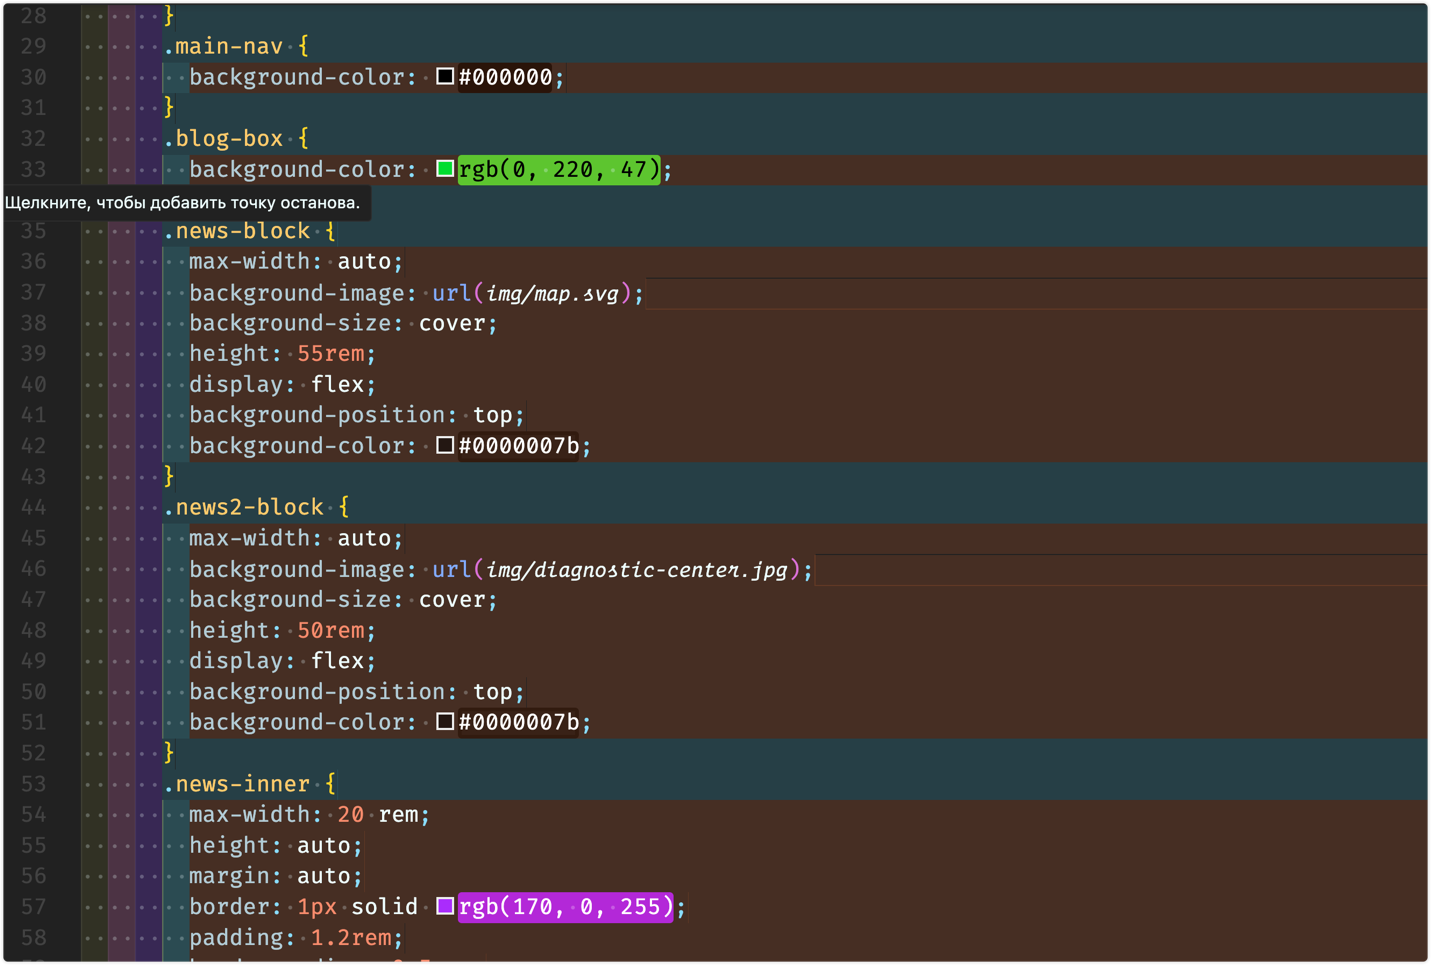 28 }
29 .main-nav {
30 background-color: #000000;
31 }
32 .blog-box {
33 background-color: rgb(0, 220, 47);
Щелкните, чтобы добавить точку останова.
35 .news-block {
36 max-width: auto;
37 background-image: url(img/map.svg);
38 background-size: cover;
39 height: 55rem;
40 display: flex;
41 background-position: top;
42 background-color: #0000007b;
43 }
44 .news2-block {
45 max-width: auto;
46 background-image: url(img/diagnostic-center.jpg);
47 background-size: cover;
48 height: 50rem;
49 display: flex;
50 background-position: top;
51 background-color: #0000007b;
52 }
53 .news-inner {
54 max-width: 20 rem;
55 height: auto;
56 margin: auto;
57 border: 1px solid rgb(170, 0, 255);
58 padding: 1.2rem;